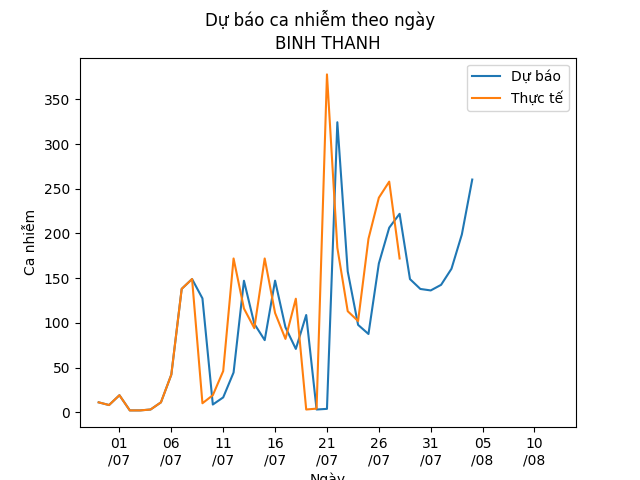 Dự báo ca nhiễm theo ngày
BINH THANH
Dự báo
Thực tế
Ca nhiễm
350
300
250
200
150
100
50
0
01 06 11 16 21 26 31 05 10
/07 /07 /07 /07 /07 /07 /07 /08 /08
Ngày